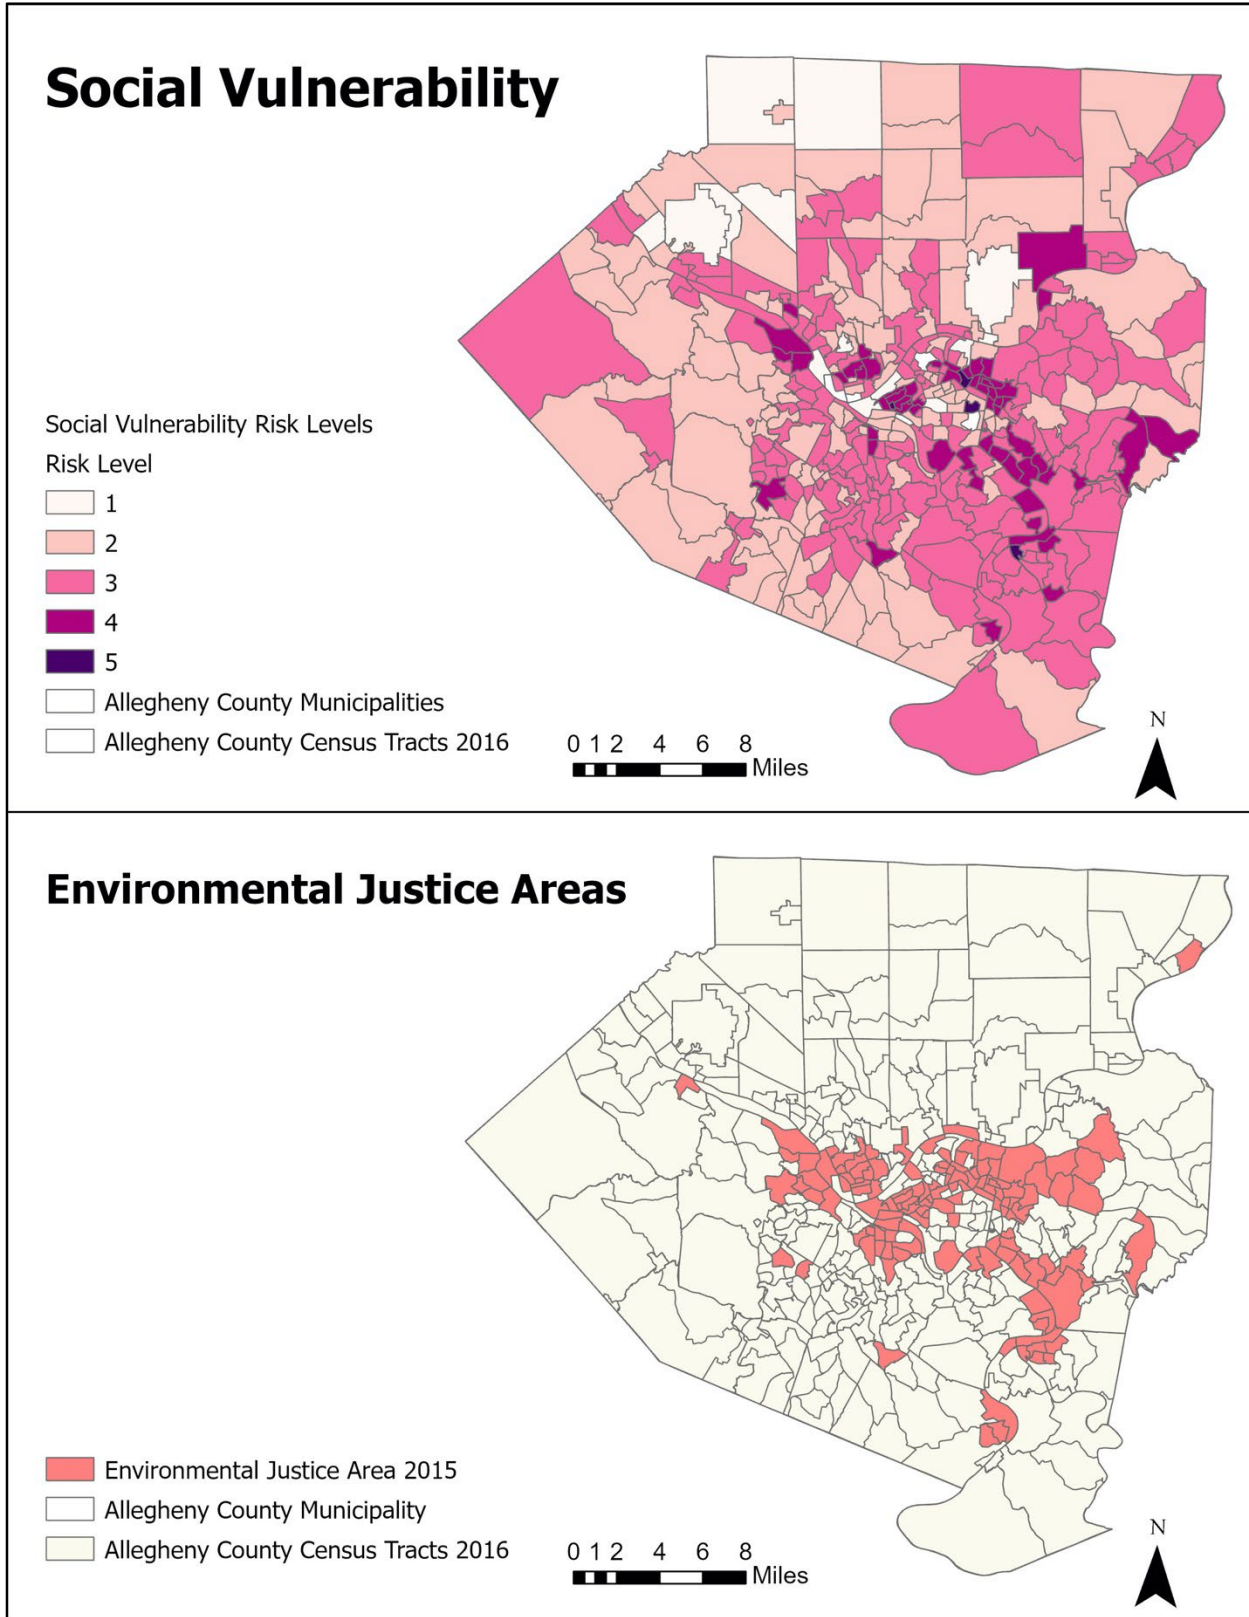 Social Vulnerability
Social Vulnerability Risk Levels
Risk Level
1
2
3
4
5
Allegheny County Municipalities
Allegheny County Census Tracts 2016
0 1 2 4 6 8
Miles
N
Environmental Justice Areas
Environmental Justice Area 2015
Allegheny County Municipality
Allegheny County Census Tracts 2016
0 1 2 4 6 8
Miles
N